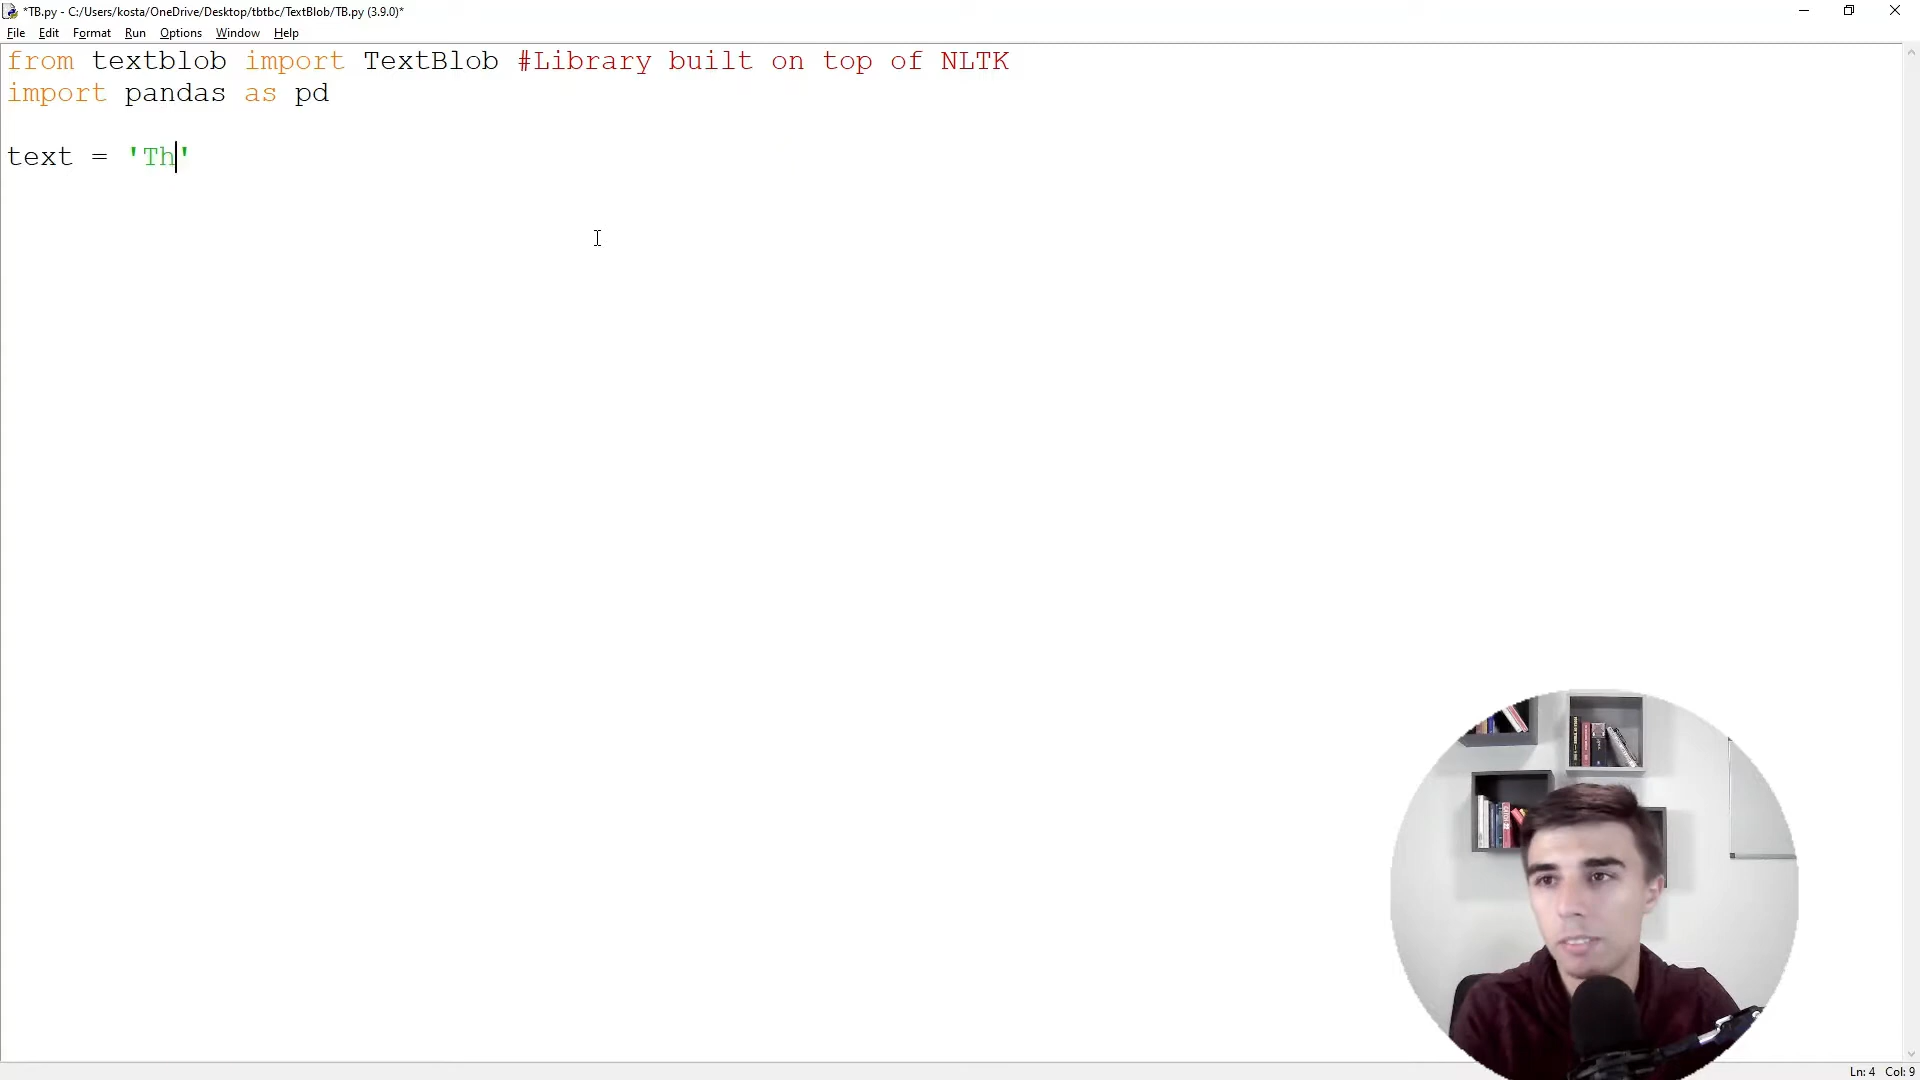 *TB.py - C:/Users/kosta/OneDrive/Desktop/tbtbc/TextBlob/TB.py (3.9.0)*
File Edit Format Run Options Window Help
from textblob import TextBlob #Library built on top of NLTK
import pandas as pd
text = 'Th'
Ln: 4 Col: 9